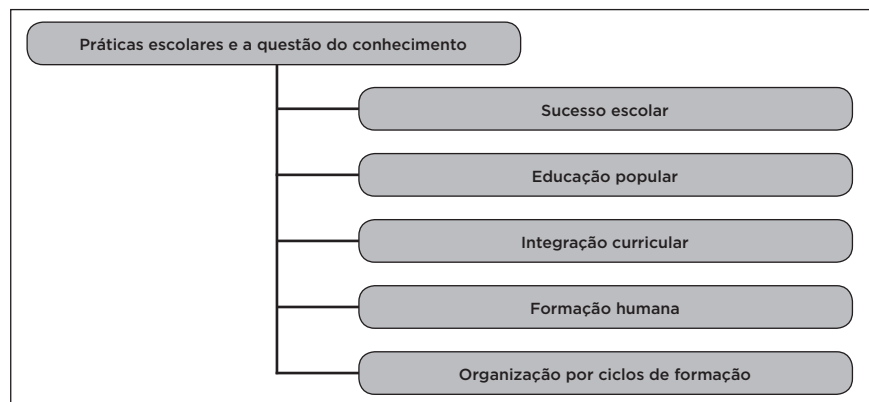 Práticas escolares e a questão do conhecimento
Sucesso escolar
Educação popular
Integração curricular
Formação humana
Organização por ciclos de formação